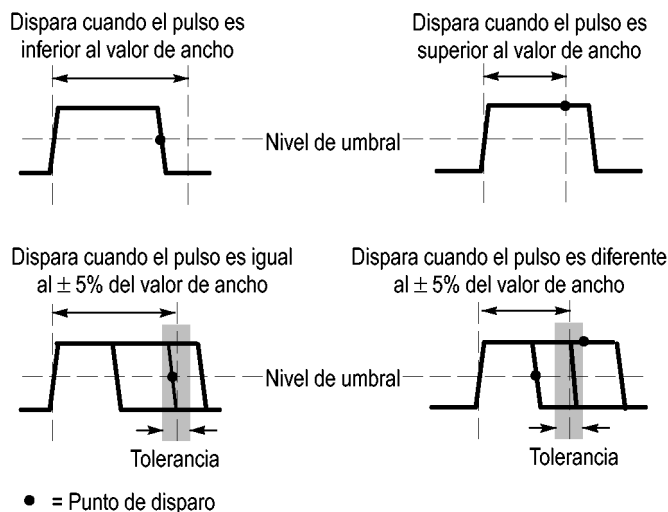 Dispara cuando el pulso es
inferior al valor de ancho
Dispara cuando el pulso es
superior al valor de ancho
Nivel de umbral
Dispara cuando el pulso es igual
al ± 5% del valor de ancho
Dispara cuando el pulso es diferente
al ± 5% del valor de ancho
Nivel de umbral
Tolerancia
Tolerancia
● = Punto de disparo